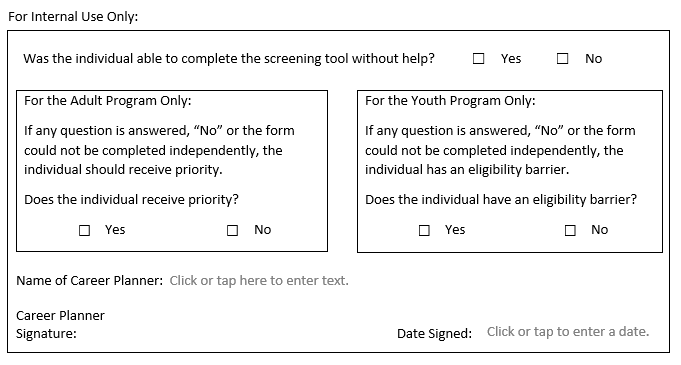 For Internal Use Only:
Was the individual able to complete the screening tool without help? ☐ Yes ☐ No
For the Adult Program Only:
If any question is answered, “No” or the form
could not be completed independently, the
individual should receive priority.
Does the individual receive priority?
☐ Yes ☐ No
For the Youth Program Only:
If any question is answered, “No” or the form
could not be completed independently, the
individual has an eligibility barrier.
Does the individual have an eligibility barrier?
☐ Yes ☐ No
Name of Career Planner: Click or tap here to enter text.
Career Planner
Signature:
Date Signed: Click or tap to enter a date.